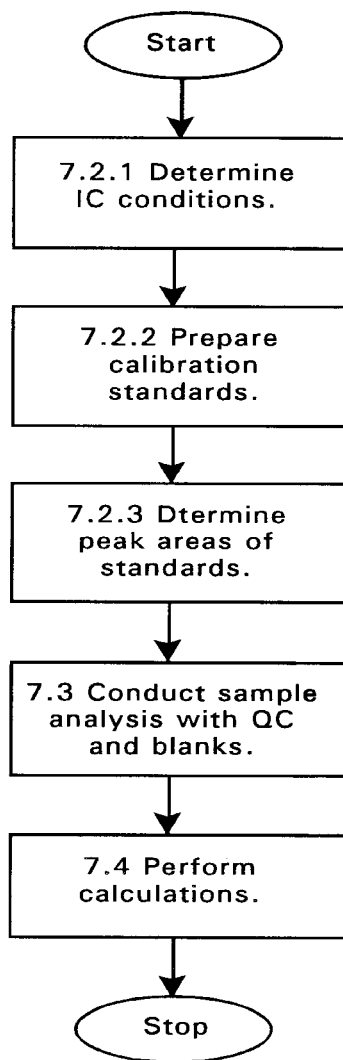 Start
7.2.1 Determine
IC conditions.
7.2.2 Prepare
calibration
standards.
7.2.3 Dtermine
peak areas of
standards.
7.3 Conduct sample
analysis with QC
and blanks.
7.4 Perform
calculations.
Stop